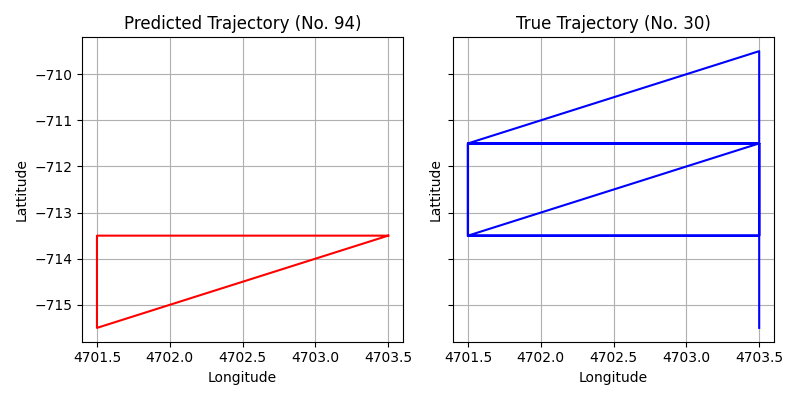 Predicted Trajectory (No. 94)
True Trajectory (No. 30)
Lattitude
−710
−711
−712
−713
−714
−715
4701.5 4702.0 4702.5 4703.0 4703.5
Longitude
Lattitude
4701.5 4702.0 4702.5 4703.0 4703.5
Longitude